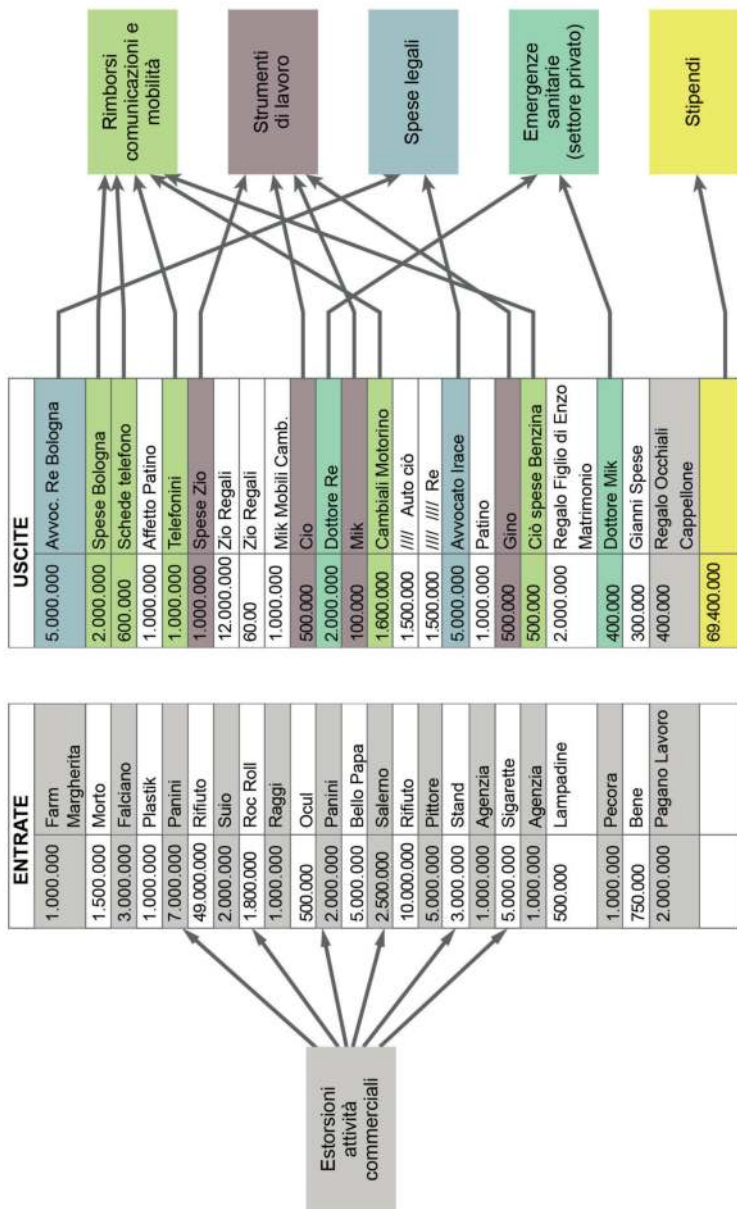 Estorsioni
attività
commerciali
ENTRATE
1.000.000 Farm
Margherita
1.500.000 Morto
3.000.000 Falciano
1.000.000 Plastik
7.000.000 Panini
49.000.000 Rifiuto
2.000.000 Suio
1.800.000 Roc Roll
1.000.000 Raggi
500.000 Ocul
2.000.000 Panini
5.000.000 Bello Papa
2.500.000 Salerno
10.000.000 Rifiuto
5.000.000 Pittore
3.000.000 Stand
1.000.000 Agenzia
5.000.000 Sigarette
1.000.000 Agenzia
500.000 Lampadine
1.000.000 Pecora
750.000 Bene
2.000.000 Pagano Lavoro
USCITE
5.000.000 Avvoc. Re Bologna
2.000.000 Spese Bologna
600.000 Schede telefono
1.000.000 Affetto Patino
1.000.000 Telefonini
1.000.000 Spese Zio
12.000.000 Zio Regali
60.00 Zio Regali
1.000.000 Mik Mobili Camb.
500.000 Cio
2.000.000 Dottore Re
100.000 Mik
1.600.000 Cambiali Motorino
1.500.000 //// Auto ciò
1.500.000 //// //// Re
5.000.000 Avvocato Irace
1.000.000 Patino
500.000 Gino
500.000 Ciò spese Benzina
2.000.000 Regalo Figlio di Enzo
Matrimonio
400.000 Dottore Mik
300.000 Gianni Spese
400.000 Regalo Occhiali
Cappellone
69.400.000
Rimborsi
comunicazioni e
mobilità
Strumenti
di lavoro
Spese legali
Emergenze
sanitarie
(settore privato)
Stipendi